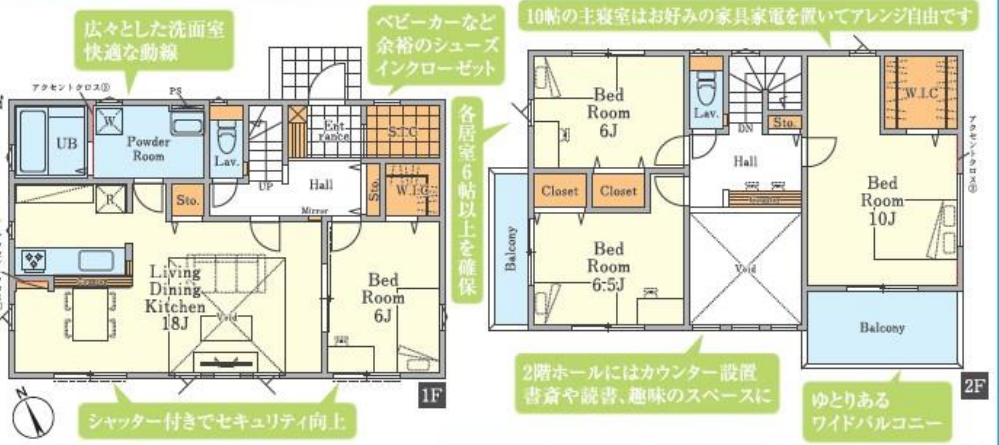 広々とした洗面室
快適な動線
ベビーカーなど
余裕のシューズ
インクローゼット
10帖の主寝室はお好みの家具家電を置いてアレンジ自由です
各居室6帖以上を確保
アクセントクロス
PS
UB
W
Powder
Room
Lav.
UP
Ent
rance
S.I.C
Hall
Sto.
W.I.C
Sto.
Mirror
R
Living
Dining
Kitchen
18J
Void
Bed
Room
6J
1F
N
シャッター付きでセキュリティ向上
Bed
Room
6J
Lav.
DN
Sto.
W.I.C
Hall
アクセントクロス
Closet
Closet
Bed
Room
10J
Balcony
Bed
Room
6.5J
Void
Balcony
2F
2階ホールにはカウンター設置
書斎や読書、趣味のスペースに
ゆとりある
ワイドバルコニー